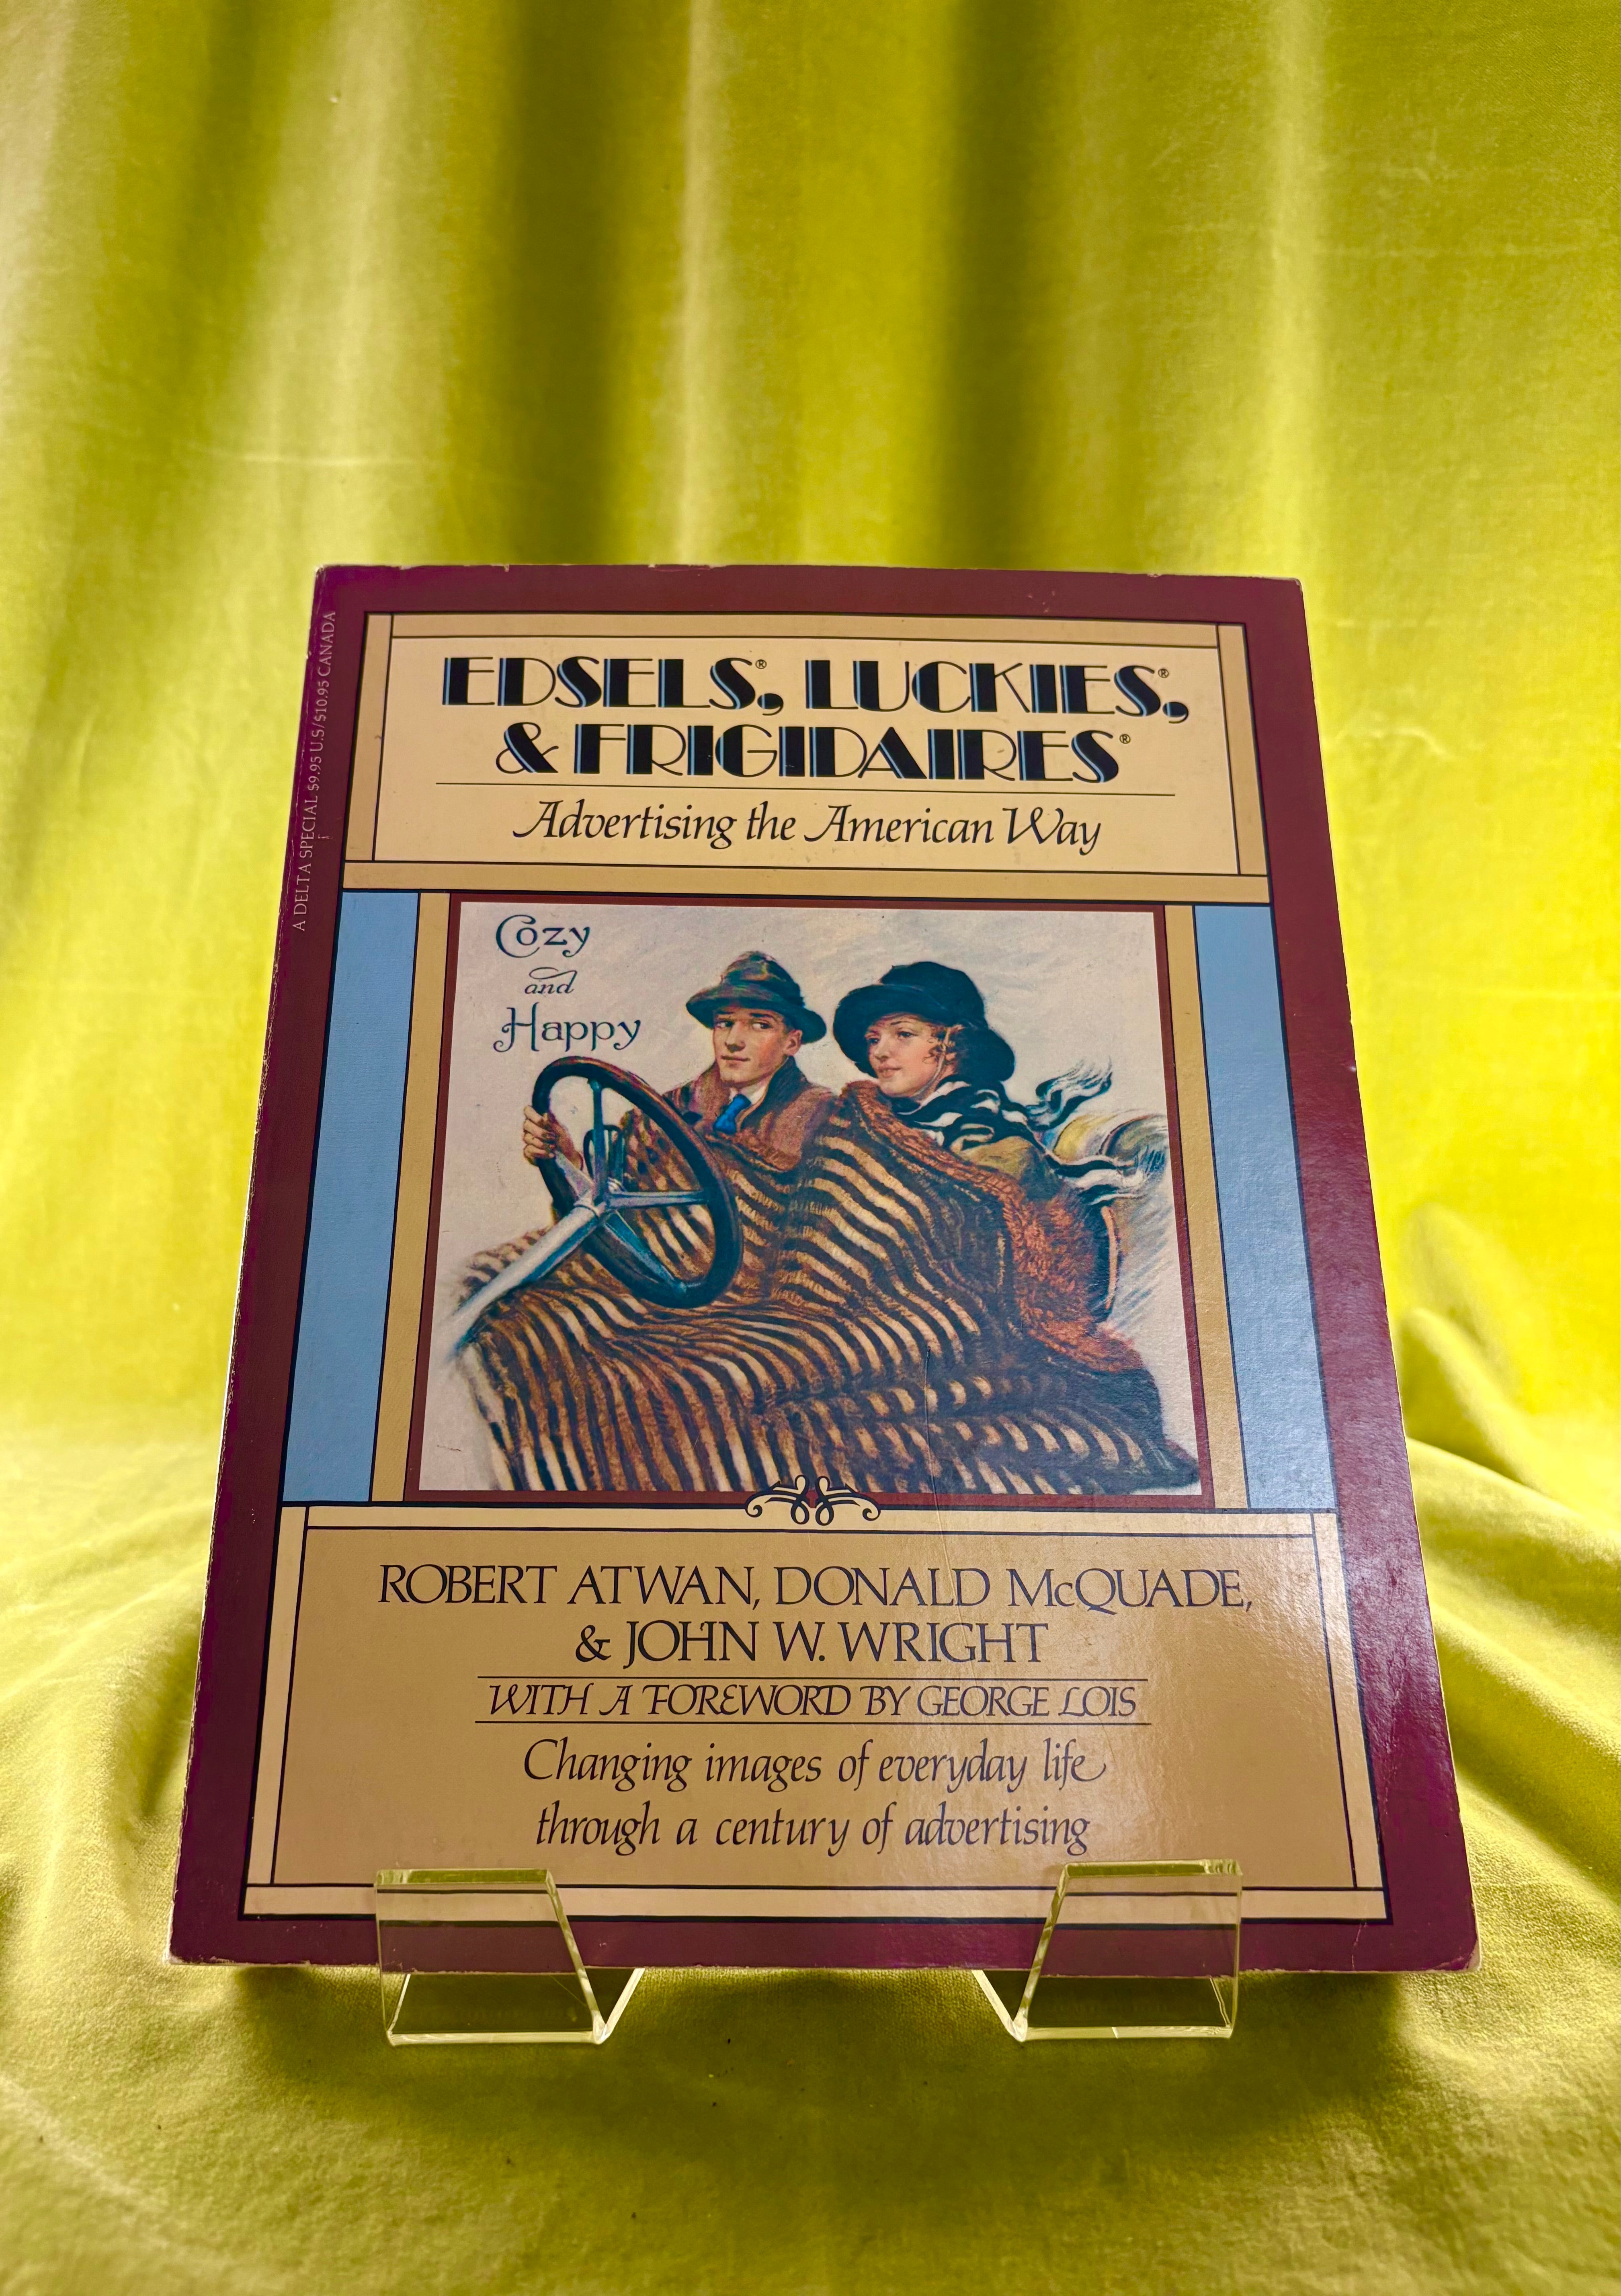 A DELTA SPECIAL $9.95 U.S/$10.95 CANADA
EDSELS®, LUCKIES®,
& FRIGIDAIRES®
Advertising the American Way
Cozy
and
Happy
ROBERT ATWAN, DONALD McQUADE,
& JOHN W. WRIGHT
WITH A FOREWORD BY GEORGE LOIS
Changing images of everyday life
through a century of advertising